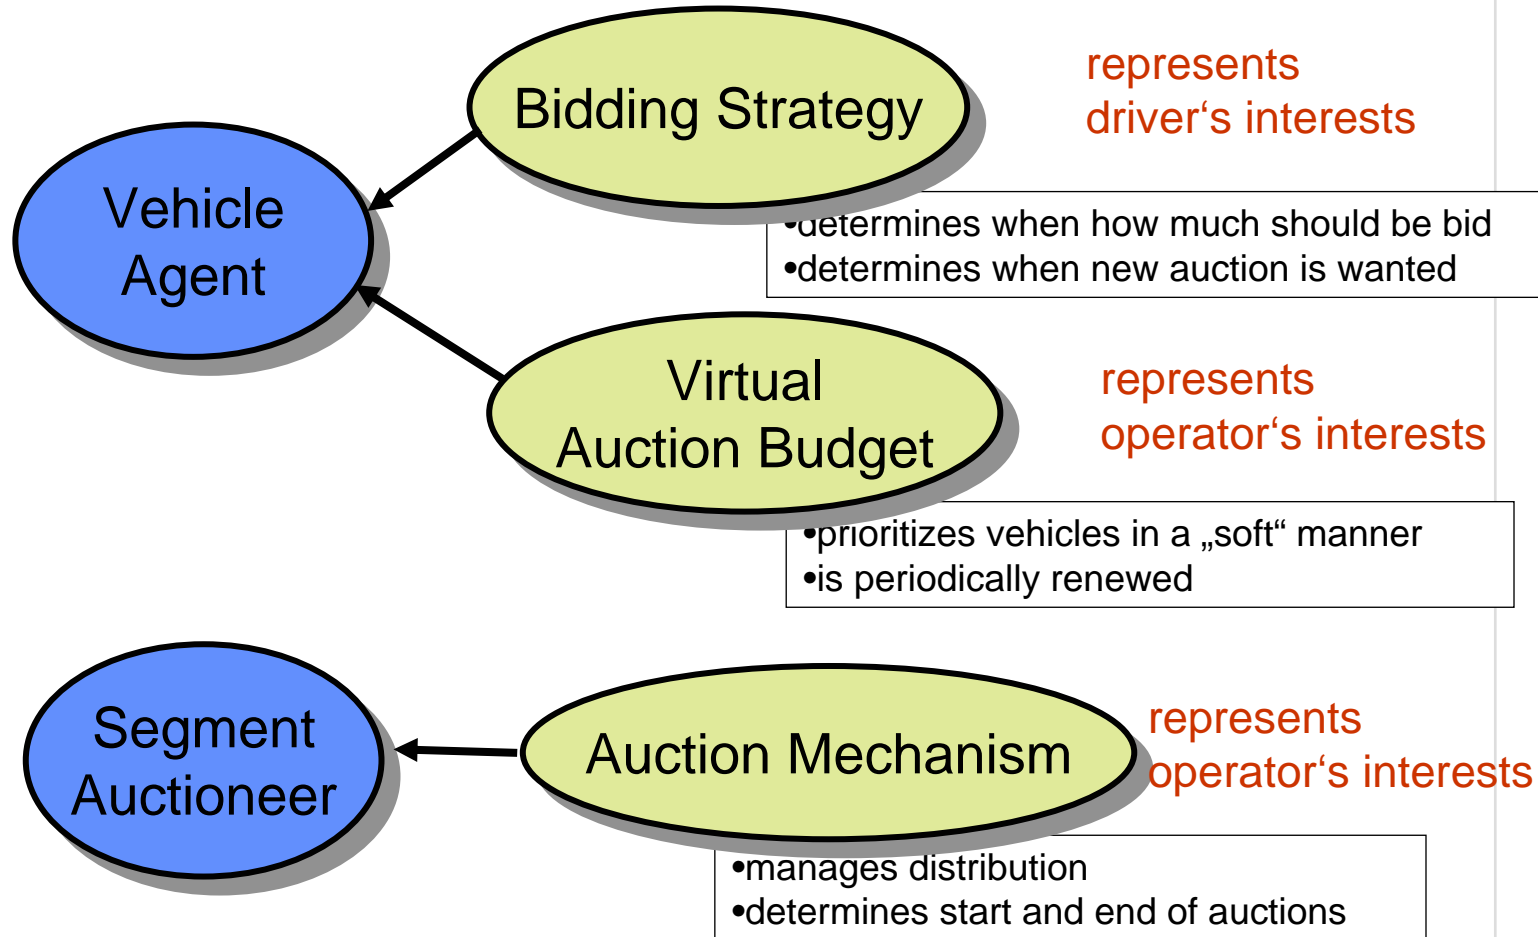 Bidding Strategy
represents
driver‘s interests
Vehicle
Agent
•determines when how much should be bid
•determines when new auction is wanted
Virtual
Auction Budget
represents
operator‘s interests
•prioritizes vehicles in a „soft“ manner
•is periodically renewed
Segment
Auctioneer
Auction Mechanism
represents
operator‘s interests
•manages distribution
•determines start and end of auctions